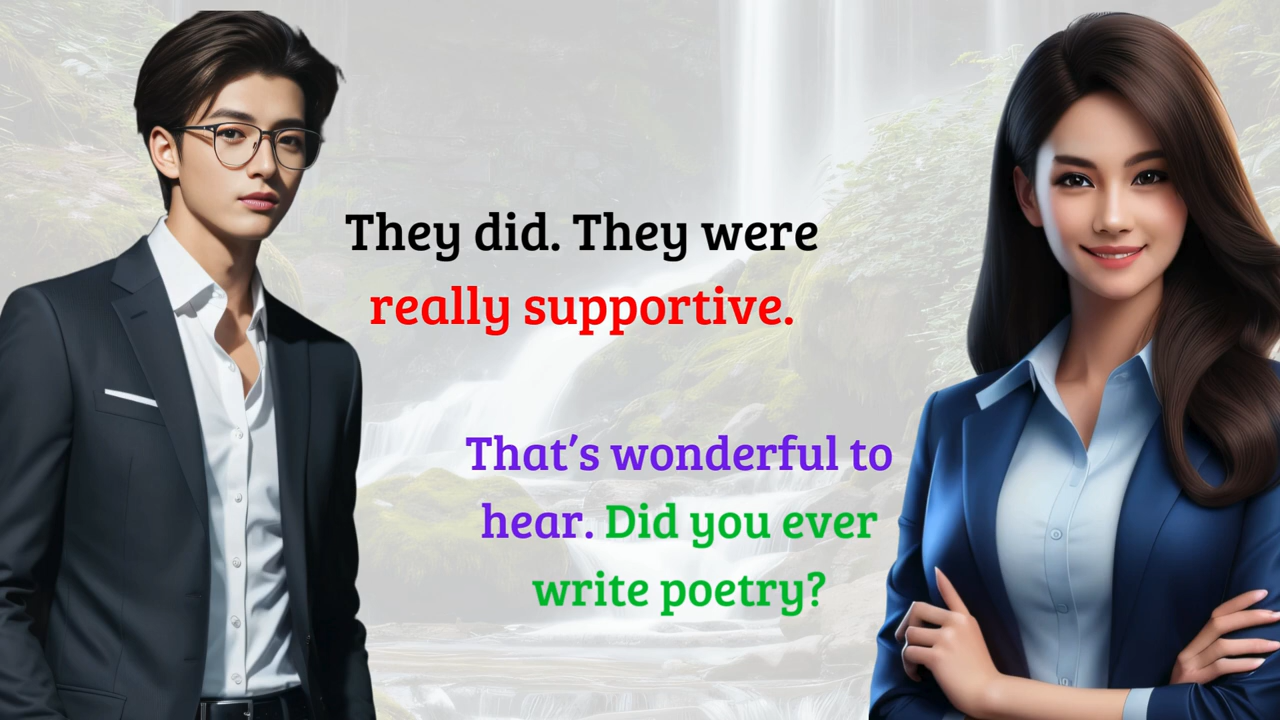 They did. They were
really supportive.
That's wonderful to
hear. Did you ever
write poetry?